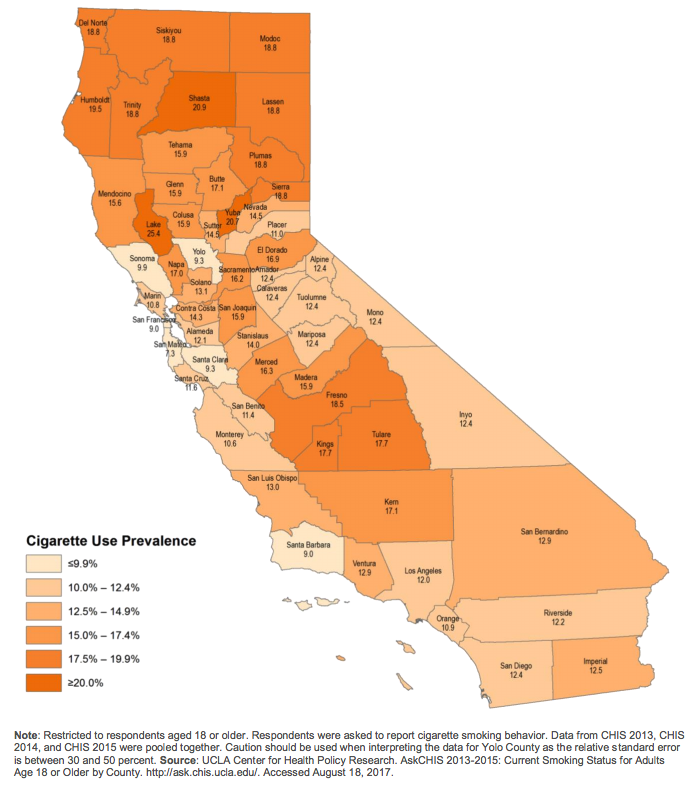 Del Norte
18.8
Siskiyou
18.8
Modoc
18.8
Humboldt
19.5
Trinity
18.8
Shasta
20.9
Lassen
18.8
Tehama
15.9
Plumas
18.8
Mendocino
15.6
Glenn
15.9
Butte
17.1
Sierra
18.8
Lake
25.4
Colusa
15.9
Sutter
14.5
Yuba
20.7
Nevada
14.5
Placer
11.0
Sonoma
9.9
Napa
17.0
Yolo
9.3
El Dorado
16.9
Alpine
12.4
Sacramento
16.2
Amador
12.4
Solano
13.1
Calaveras
12.4
Tuolumne
12.4
Mono
12.4
Marin
10.8
Contra Costa
14.3
San Joaquin
15.9
San Francisco
9.0
Alameda
12.1
Stanislaus
14.0
Mariposa
12.4
San Mateo
7.3
Santa Clara
9.3
Merced
16.3
Madera
15.9
Santa Cruz
11.6
San Benito
11.4
Fresno
18.5
Inyo
12.4
Monterey
10.6
Kings
17.7
Tulare
17.7
San Luis Obispo
13.0
Kern
17.1
San Bernardino
12.9
Santa Barbara
9.0
Ventura
12.9
Los Angeles
12.0
Orange
10.9
Riverside
12.2
San Diego
12.4
Imperial
12.5
Cigarette Use Prevalence
≤9.9%
10.0% – 12.4%
12.5% – 14.9%
15.0% – 17.4%
17.5% – 19.9%
≥20.0%
Note: Restricted to respondents aged 18 or older. Respondents were asked to report cigarette smoking behavior. Data from CHIS 2013, CHIS
2014, and CHIS 2015 were pooled together. Caution should be used when interpreting the data for Yolo County as the relative standard error
is between 30 and 50 percent. Source: UCLA Center for Health Policy Research. AskCHIS 2013-2015: Current Smoking Status for Adults
Age 18 or Older by County. http://ask.chis.ucla.edu/. Accessed August 18, 2017.